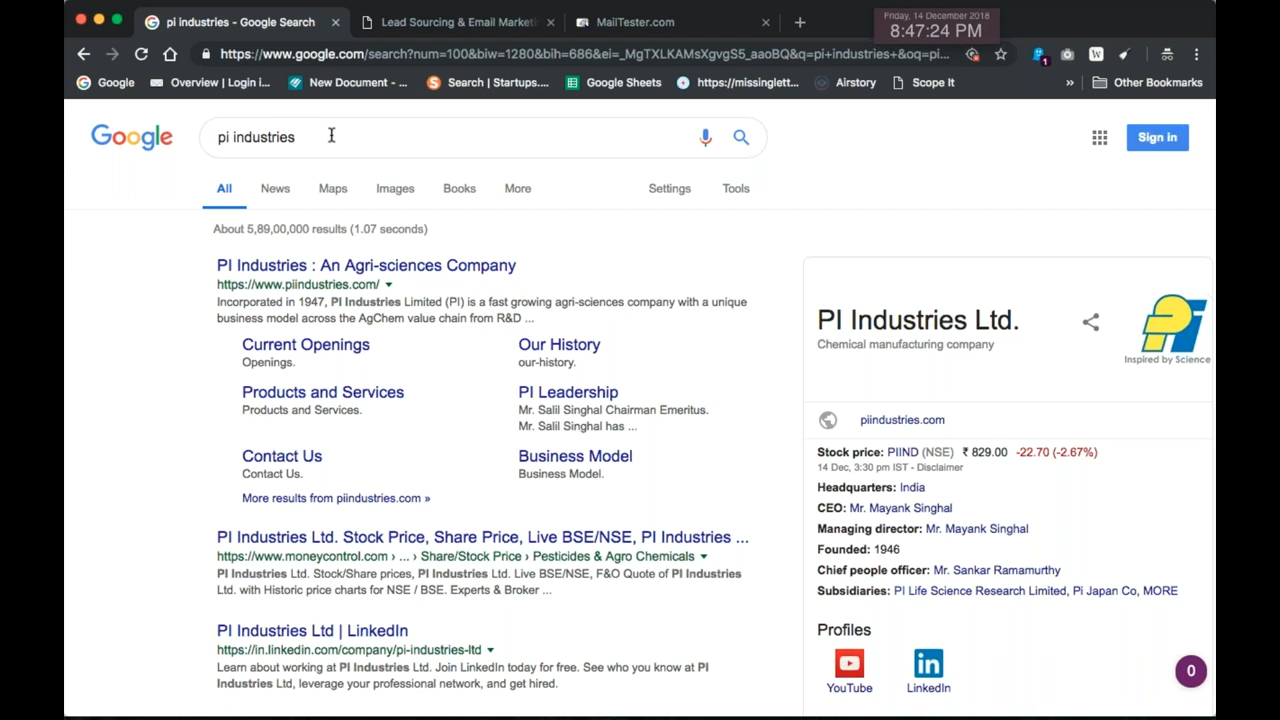 pi industries - Google Search
Lead Sourcing & Email Marketi
MailTester.com
Friday, 14 December 2018
8:47:24 PM
https://www.google.com/search?num=100&biw=1280&bih=686&ei=_MgTXLKAMsXgvgS5_aaoBQ&q=pi+industries+&oq=pi...
1
W
Google
Overview | Login i...
New Document - ...
Search | Startups....
Google Sheets
https://missinglett...
Airstory
Scope It
»
Other Bookmarks
Google
pi industries
Sign in
All
News
Maps
Images
Books
More
Settings
Tools
About 5,89,00,000 results (1.07 seconds)
PI Industries : An Agri-sciences Company
https://www.piindustries.com/
Incorporated in 1947, PI Industries Limited (PI) is a fast growing agri-sciences company with a unique
business model across the AgChem value chain from R&D ...
Current Openings
Openings.
Our History
our-history.
Products and Services
Products and Services.
PI Leadership
Mr. Salil Singhal Chairman Emeritus.
Mr. Salil Singhal has ...
Contact Us
Contact Us.
Business Model
Business Model.
More results from piindustries.com »
PI Industries Ltd. Stock Price, Share Price, Live BSE/NSE, PI Industries ...
https://www.moneycontrol.com › ... › Share/Stock Price › Pesticides & Agro Chemicals
PI Industries Ltd. Stock/Share prices, PI Industries Ltd. Live BSE/NSE, F&O Quote of PI Industries
Ltd. with Historic price charts for NSE / BSE. Experts & Broker ...
PI Industries Ltd | LinkedIn
https://in.linkedin.com/company/pi-industries-ltd
Learn about working at PI Industries Ltd. Join LinkedIn today for free. See who you know at PI
Industries Ltd, leverage your professional network, and get hired.
PI Industries Ltd.
Chemical manufacturing company
Inspired by Science
piindustries.com
Stock price: PIIND (NSE) ₹ 829.00 -22.70 (-2.67%)
14 Dec, 3:30 pm IST - Disclaimer
Headquarters: India
CEO: Mr. Mayank Singhal
Managing director: Mr. Mayank Singhal
Founded: 1946
Chief people officer: Mr. Sankar Ramamurthy
Subsidiaries: PI Life Science Research Limited, Pi Japan Co, MORE
Profiles
YouTube
LinkedIn
0